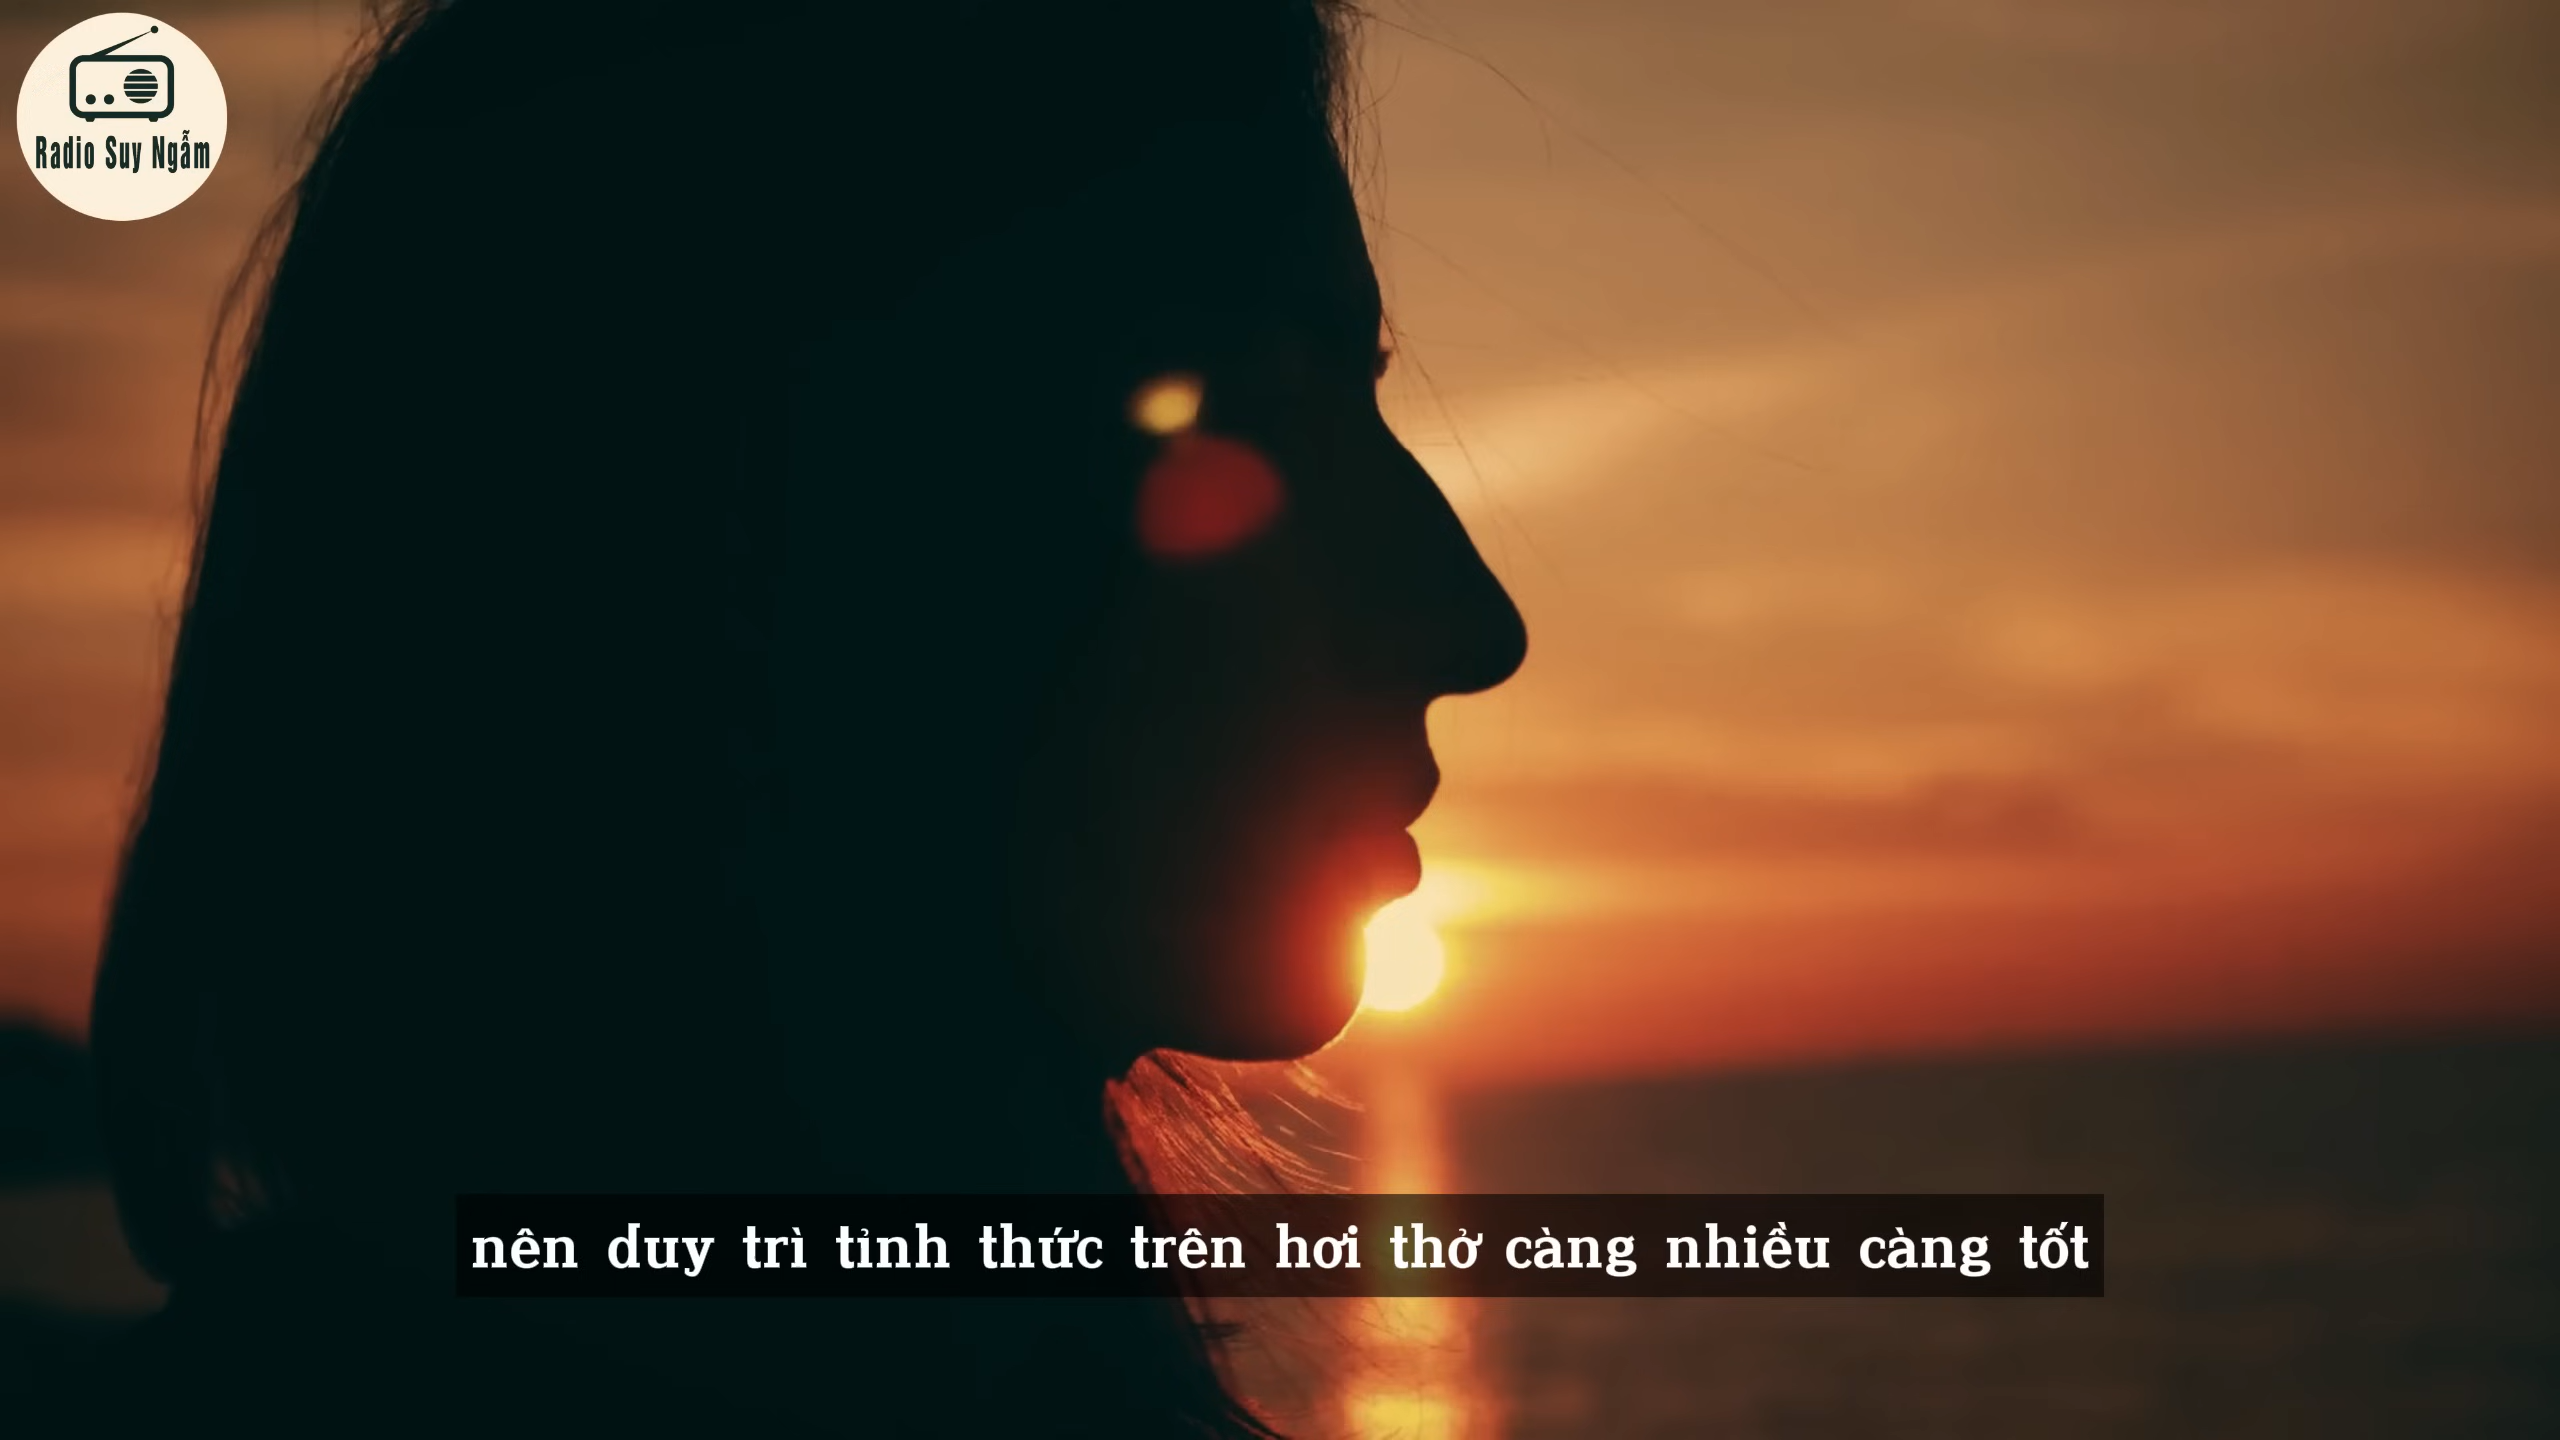 Radio Suy Ngẫm
nên duy trì tỉnh thức trên hơi thở càng nhiều càng tốt